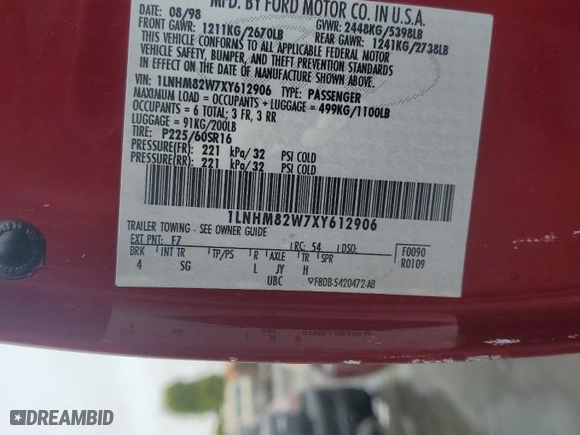 MFD. BY FORD MOTOR CO. IN U.S.A.
DATE: 08/98 GVWR: 2448KG/5398LB
FRONT GAWR: 1211KG/2670LB REAR GAWR: 1241KG/2738LB
THIS VEHICLE CONFORMS TO ALL APPLICABLE FEDERAL MOTOR
VEHICLE SAFETY, BUMPER, AND THEFT PREVENTION STANDARDS IN
EFFECT ON THE DATE OF MANUFACTURE SHOWN ABOVE.
VIN: 1LNHM82W7XY612906 TYPE: PASSENGER
MAXIMUM LOAD = OCCUPANTS + LUGGAGE = 499KG/1100LB
OCCUPANTS = 6 TOTAL: 3 FR, 3 RR
LUGGAGE = 91KG/200LB
TIRE: P225/60SR16
PRESSURE(FR): 221 kPa/32 PSI COLD
PRESSURE(RR): 221 kPa/32 PSI COLD
1LNHM82W7XY612906
TRAILER TOWING - SEE OWNER GUIDE
EXT PNT: F7 RC: 54 DSO: F0090
BRK INT TR TP/PS R AXLE TR SPR R0109
4 SG L JY H
UBC ▽F8DB-5420472-AB
DREAMBID